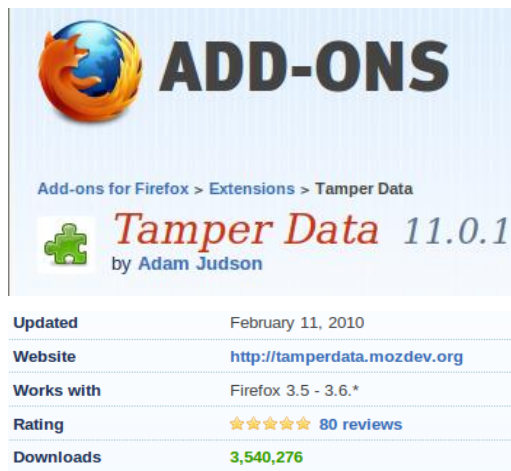 ADD-ONS
Add-ons for Firefox > Extensions > Tamper Data
Tamper Data 11.0.1
by Adam Judson
Updated February 11, 2010
Website http://tamperdata.mozdev.org
Works with Firefox 3.5 - 3.6.*
Rating 80 reviews
Downloads 3,540,276